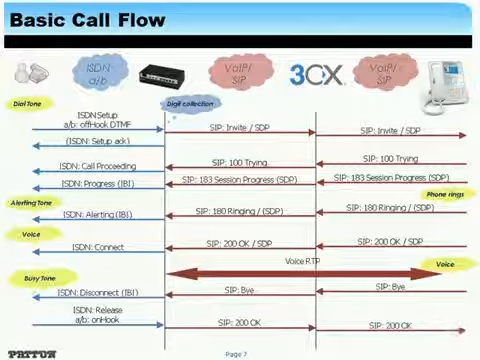 Basic Call Flow
ISDN
a/b
VoIP/
SIP
3CX
VoIP/
SIP
Dial Tone
Digit collection
ISDN Setup
a/b: offHook DTMF
SIP: Invite / SDP
SIP: Invite / SDP
(ISDN: Setup ack)
ISDN: Call Proceeding
SIP: 100 Trying
SIP: 100 Trying
ISDN: Progress (IBI)
SIP: 183 Session Progress (SDP)
SIP: 183 Session Progress (SDP)
Phone rings
Alerting Tone
ISDN: Alerting (IBI)
SIP: 180 Ringing / (SDP)
SIP: 180 Ringing / (SDP)
Voice
ISDN: Connect
SIP: 200 OK / SDP
SIP: 200 OK / SDP
Voice RTP
Voice
Busy Tone
ISDN: Disconnect (IBI)
SIP: Bye
SIP: Bye
ISDN: Release
a/b: onHook
SIP: 200 OK
SIP: 200 OK
PATTON
Page 7